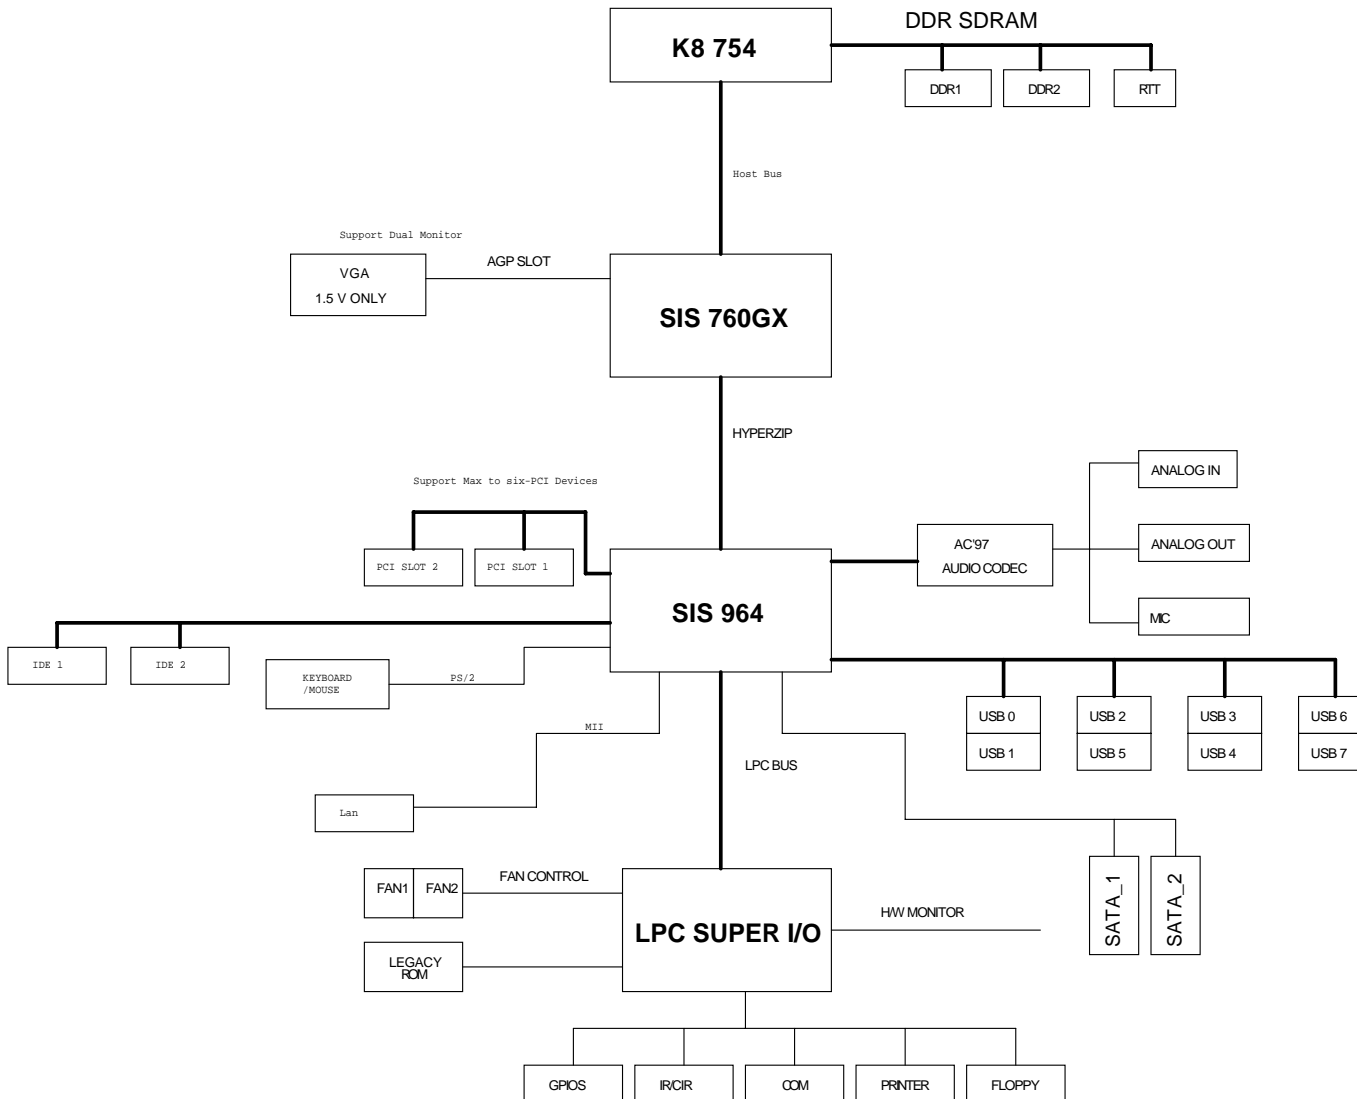 DDR SDRAM
K8 754
DDR1
DDR2
RTT
Host Bus
Support Dual Monitor
VGA
1.5 V ONLY
AGP SLOT
SIS 760GX
HYPERZIP
Support Max to six-PCI Devices
PCI SLOT 2
PCI SLOT 1
AC'97
AUDIO CODEC
ANALOG IN
ANALOG OUT
MIC
SIS 964
IDE 1
IDE 2
KEYBOARD
/MOUSE
PS/2
MII
Lan
LPC BUS
USB 0
USB 1
USB 2
USB 5
USB 3
USB 4
USB 6
USB 7
SATA_1
SATA_2
FAN1
FAN2
FAN CONTROL
LEGACY
ROM
LPC SUPER I/O
H/W MONITOR
GPIOS
IR/CIR
COM
PRINTER
FLOPPY